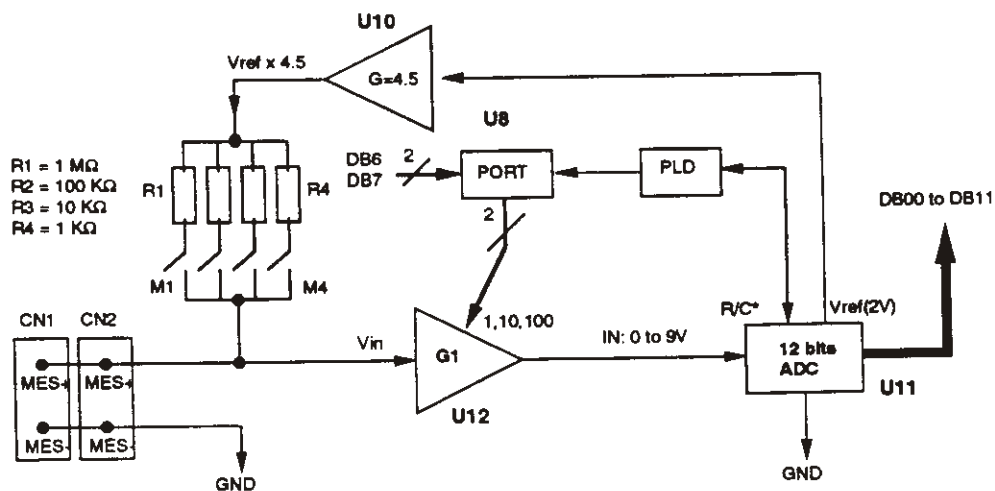 U10
Vref x 4.5
G=4.5
U8
R1 = 1 MΩ
R2 = 100 KΩ
R3 = 10 KΩ
R4 = 1 KΩ
R1
R4
DB6
DB7
2
PORT
PLD
DB00 to DB11
2
M1
M4
CN1
CN2
1,10,100
R/C*
Vref(2V)
Vin
G1
IN: 0 to 9V
12 bits
ADC
U11
MES+
MES+
U12
MES-
MES-
GND
GND